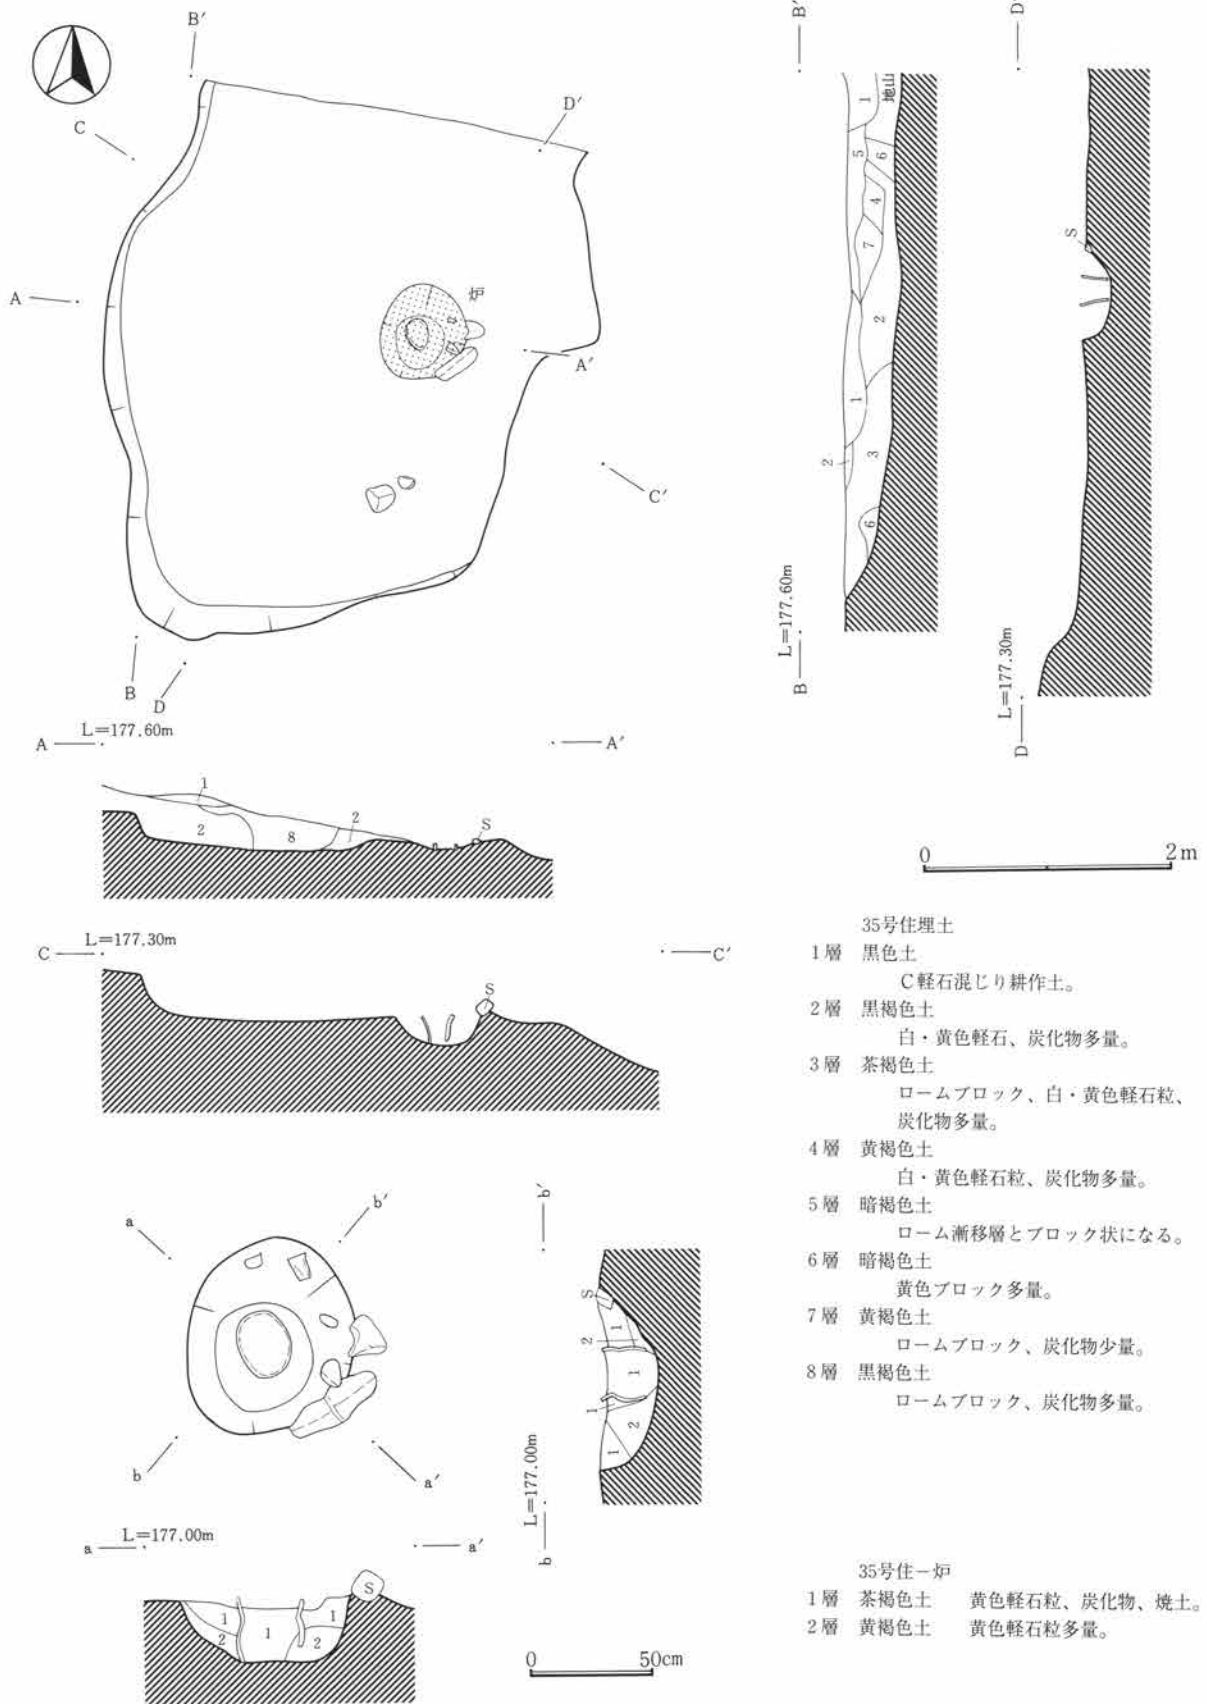 B′
C
D′
A
炉
A′
C′
B
D
B′
1
地山
5
6
4
7
2
1
2
3
6
L=177.60m
B
D′
S
L=177.30m
D
L=177.60m
A
A′
1
2
8
2
S
L=177.30m
C
C′
S
0
2m
35号住埋土
1層 黒色土
C軽石混じり耕作土。
2層 黒褐色土
白・黄色軽石、炭化物多量。
3層 茶褐色土
ロームブロック、白・黄色軽石粒、
炭化物多量。
4層 黄褐色土
白・黄色軽石粒、炭化物多量。
5層 暗褐色土
ローム漸移層とブロック状になる。
6層 暗褐色土
黄色ブロック多量。
7層 黄褐色土
ロームブロック、炭化物少量。
8層 黒褐色土
ロームブロック、炭化物多量。
a
b′
b
a′
b′
S
1
2
1
1
2
1
L=177.00m
b
L=177.00m
a
a′
S
1
2
1
1
2
0
50cm
35号住−炉
1層 茶褐色土 黄色軽石粒、炭化物、焼土。
2層 黄褐色土 黄色軽石粒多量。